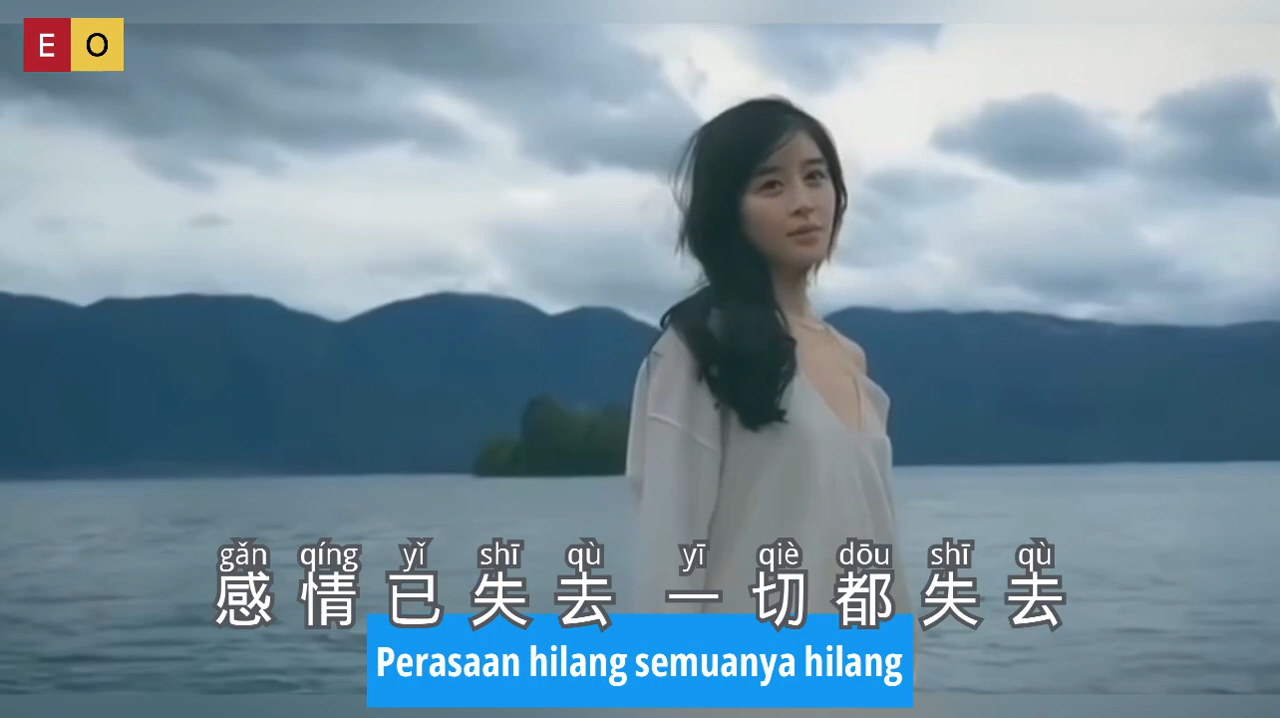 E O
gǎn qíng yǐ shī qù yī qiè dōu shī qù
感情已失去 一切都失去
Perasaan hilang semuanya hilang